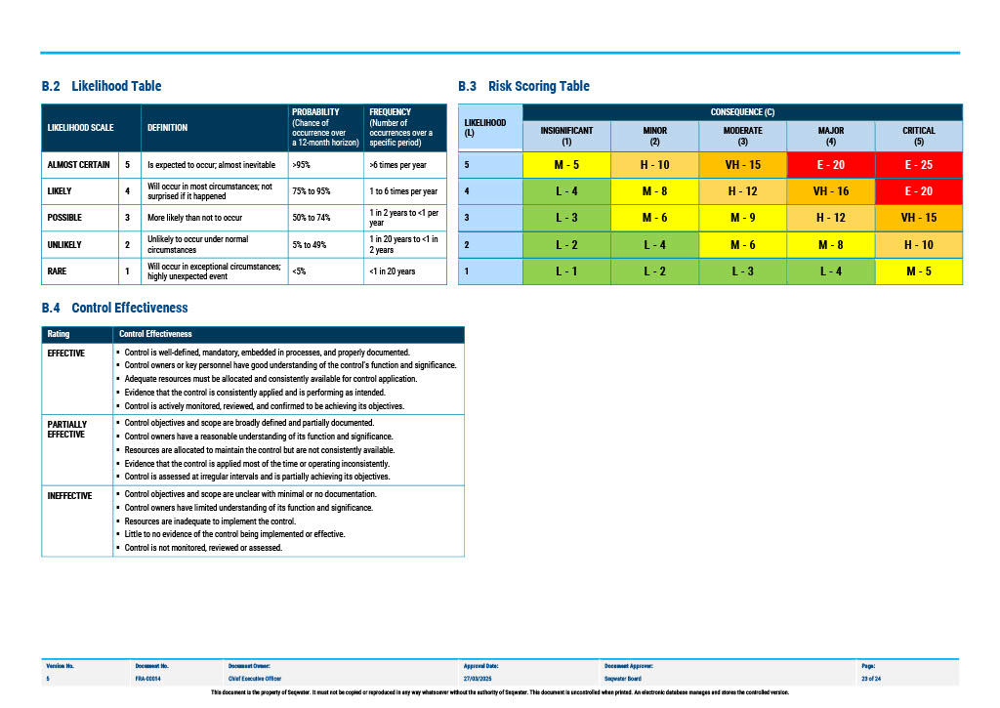 B.2 Likelihood Table
LIKELIHOOD SCALE
DEFINITION
PROBABILITY
(Chance of
occurrence over
a 12-month horizon)
FREQUENCY
(Number of
occurrences over a
specific period)
ALMOST CERTAIN 5 Is expected to occur; almost inevitable >95% >6 times per year
LIKELY 4 Will occur in most circumstances; not
surprised if it happened 75% to 95% 1 to 6 times per year
POSSIBLE 3 More likely than not to occur 50% to 74% 1 in 2 years to <1 per
year
UNLIKELY 2 Unlikely to occur under normal
circumstances 5% to 49% 1 in 20 years to <1 in
2 years
RARE 1 Will occur in exceptional circumstances;
highly unexpected event <5% <1 in 20 years
B.3 Risk Scoring Table
LIKELIHOOD
(L)
CONSEQUENCE (C)
INSIGNIFICANT
(1)
MINOR
(2)
MODERATE
(3)
MAJOR
(4)
CRITICAL
(5)
5 M - 5 H - 10 VH - 15 E - 20 E - 25
4 L - 4 M - 8 H - 12 VH - 16 E - 20
3 L - 3 M - 6 M - 9 H - 12 VH - 15
2 L - 2 L - 4 M - 6 M - 8 H - 10
1 L - 1 L - 2 L - 3 L - 4 M - 5
B.4 Control Effectiveness
Rating Control Effectiveness
EFFECTIVE
▪ Control is well-defined, mandatory, embedded in processes, and properly documented.
▪ Control owners or key personnel have good understanding of the control's function and significance.
▪ Adequate resources must be allocated and consistently available for control application.
▪ Evidence that the control is consistently applied and is performing as intended.
▪ Control is actively monitored, reviewed, and confirmed to be achieving its objectives.
PARTIALLY
EFFECTIVE
▪ Control objectives and scope are broadly defined and partially documented.
▪ Control owners have a reasonable understanding of its function and significance.
▪ Resources are allocated to maintain the control but are not consistently available.
▪ Evidence that the control is applied most of the time or operating inconsistently.
▪ Control is assessed at irregular intervals and is partially achieving its objectives.
INEFFECTIVE
▪ Control objectives and scope are unclear with minimal or no documentation.
▪ Control owners have limited understanding of its function and significance.
▪ Resources are inadequate to implement the control.
▪ Little to no evidence of the control being implemented or effective.
▪ Control is not monitored, reviewed or assessed.
Version No. Document No. Document Owner: Approval Date: Document Approver: Page:
5 FRA-00014 Chief Executive Officer 27/03/2025 Seqwater Board 23 of 24
This document is the property of Seqwater. It must not be copied or reproduced in any way whatsoever without the authority of Seqwater. This document is uncontrolled when printed. An electronic database manages and stores the controlled version.